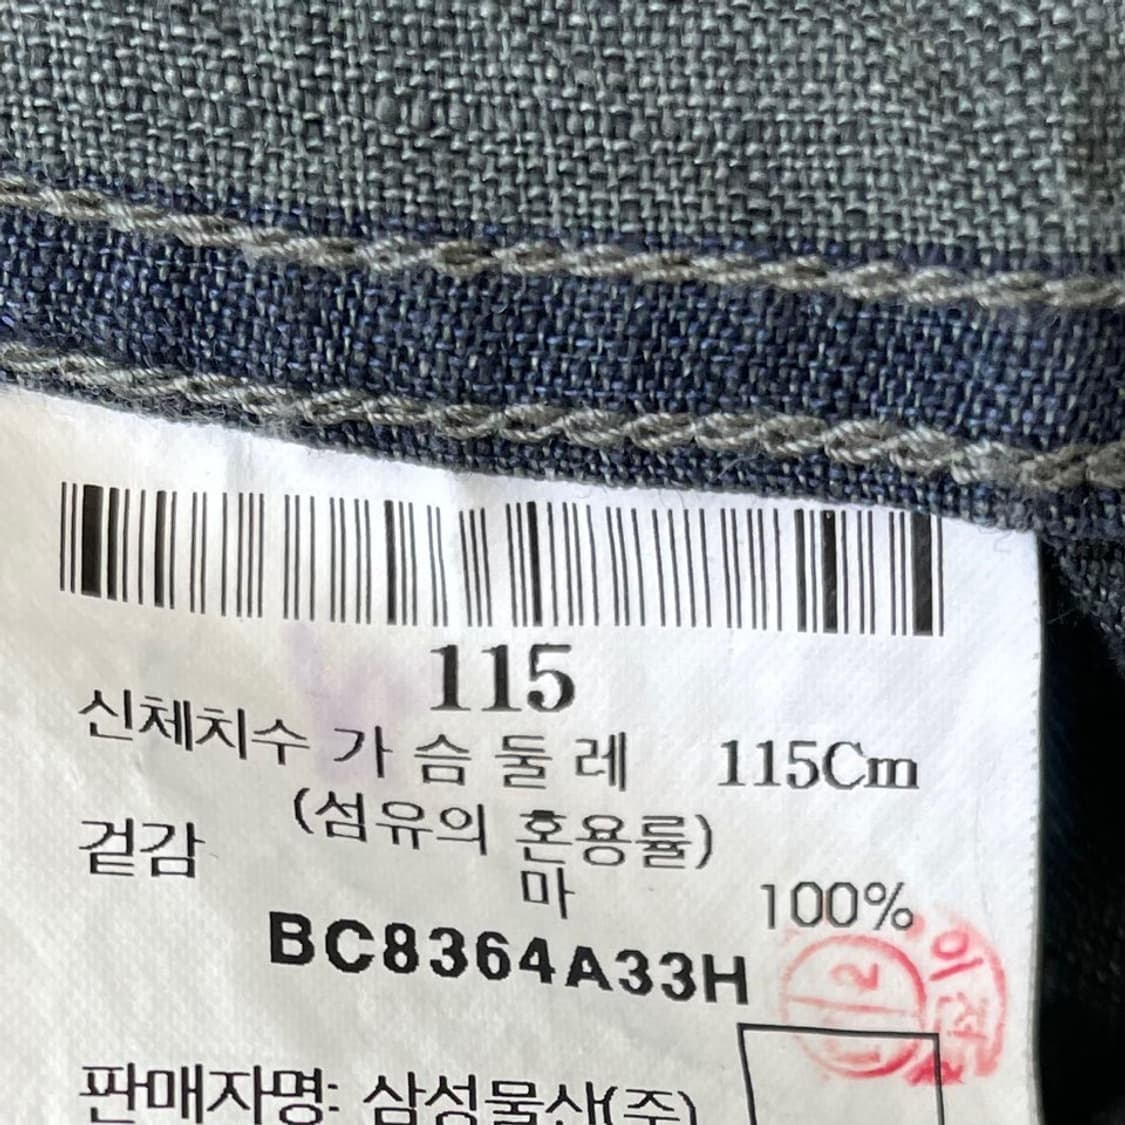 115
신체치수 가 슴 둘 레 115Cm
(섬유의 혼용률)
겉감
마 100%
BC8364A33H
판매자명: 삼성물산(주)